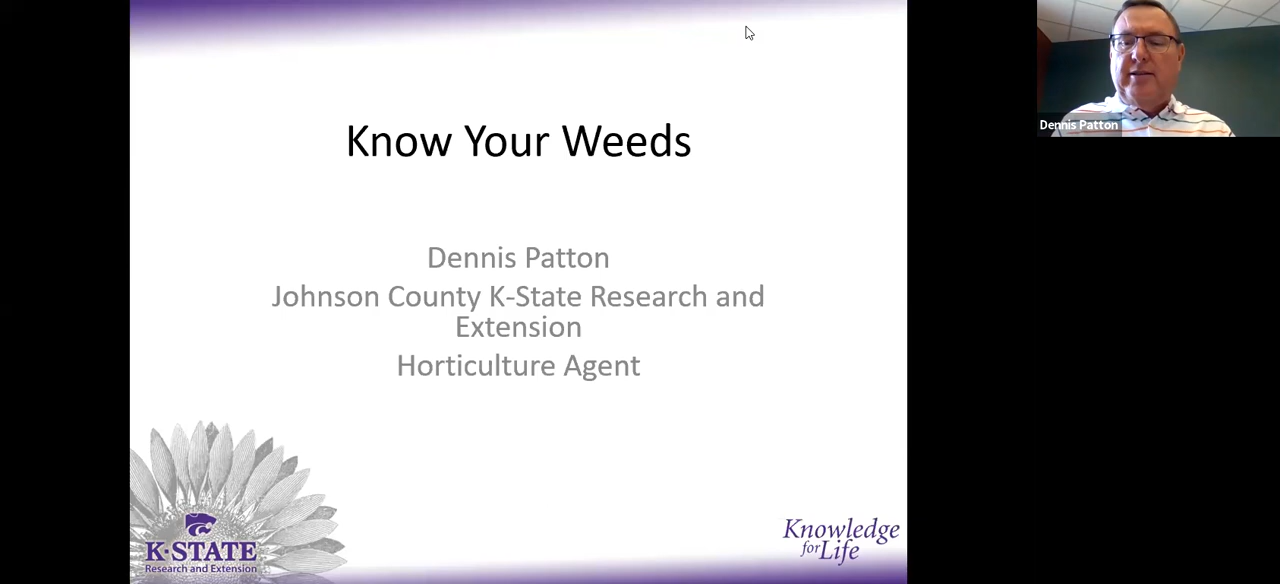 Know Your Weeds
Dennis Patton
Johnson County K-State Research and
Extension
Horticulture Agent
K-STATE
Research and Extension
Knowledge
for Life
Dennis Patton